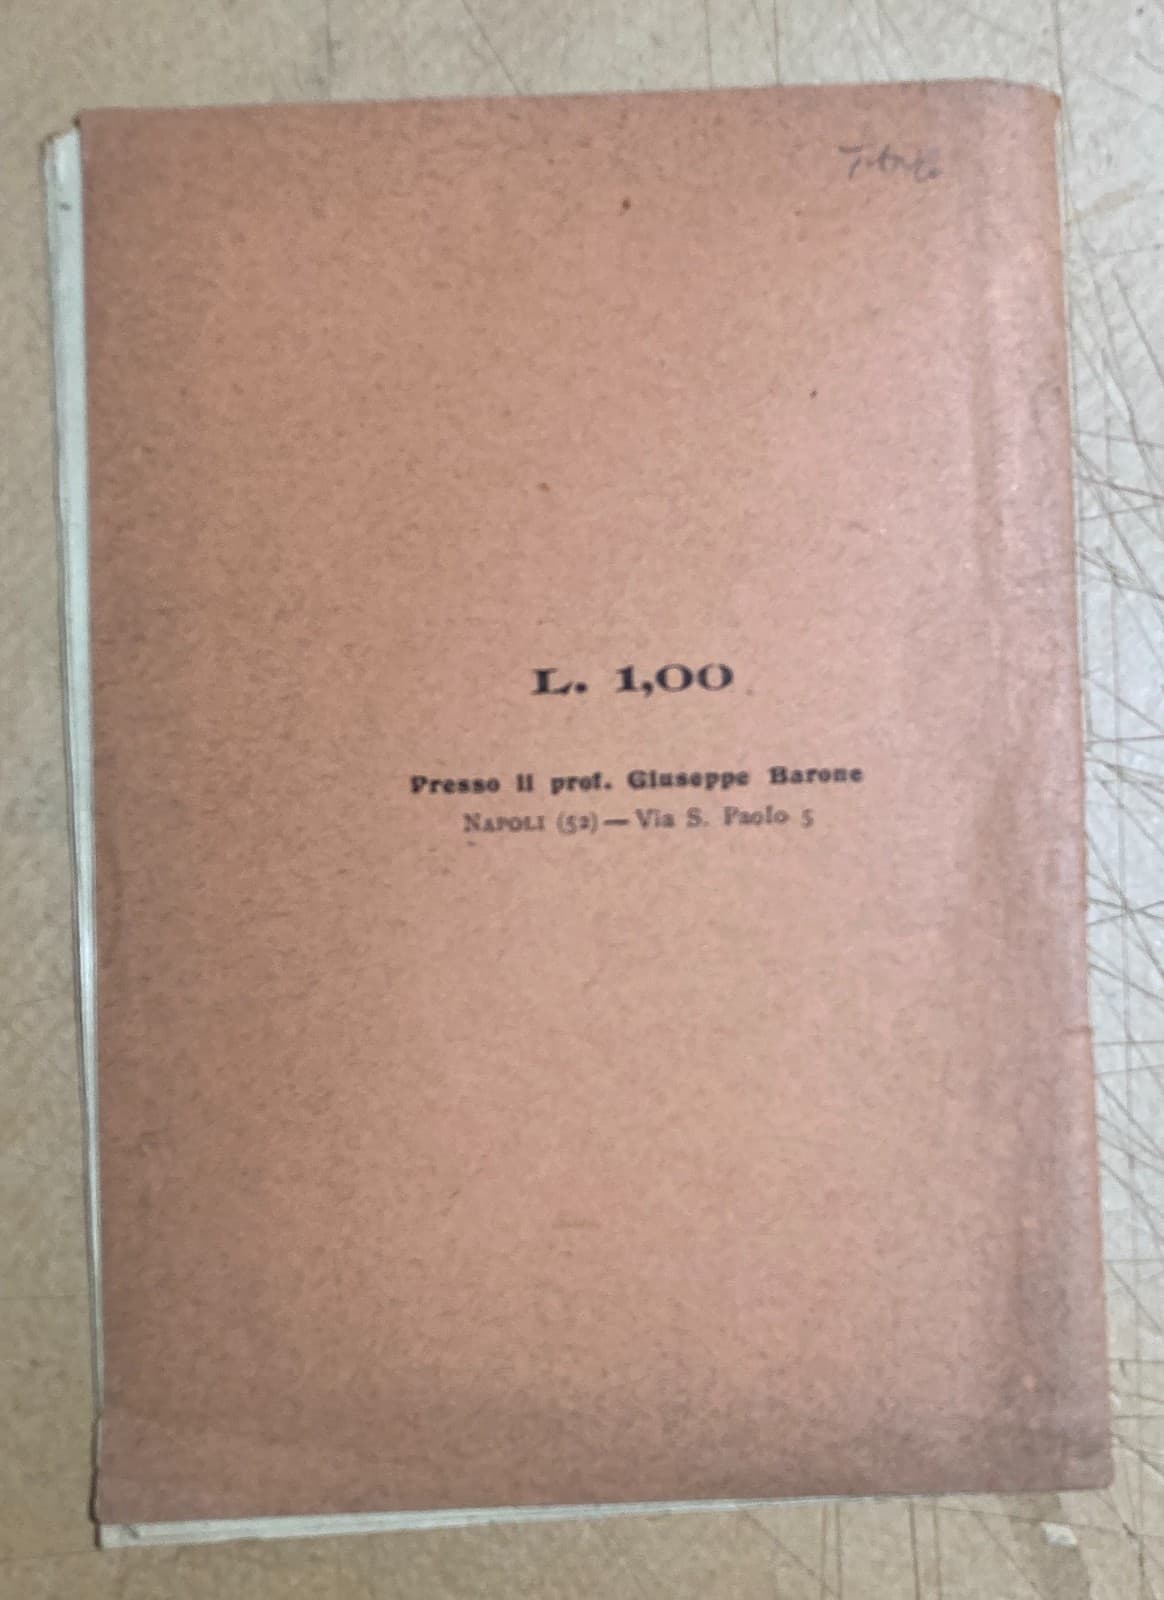 L. 1,00
Presso il prof. Giuseppe Barone
NAPOLI (52) — Via S. Paolo 5